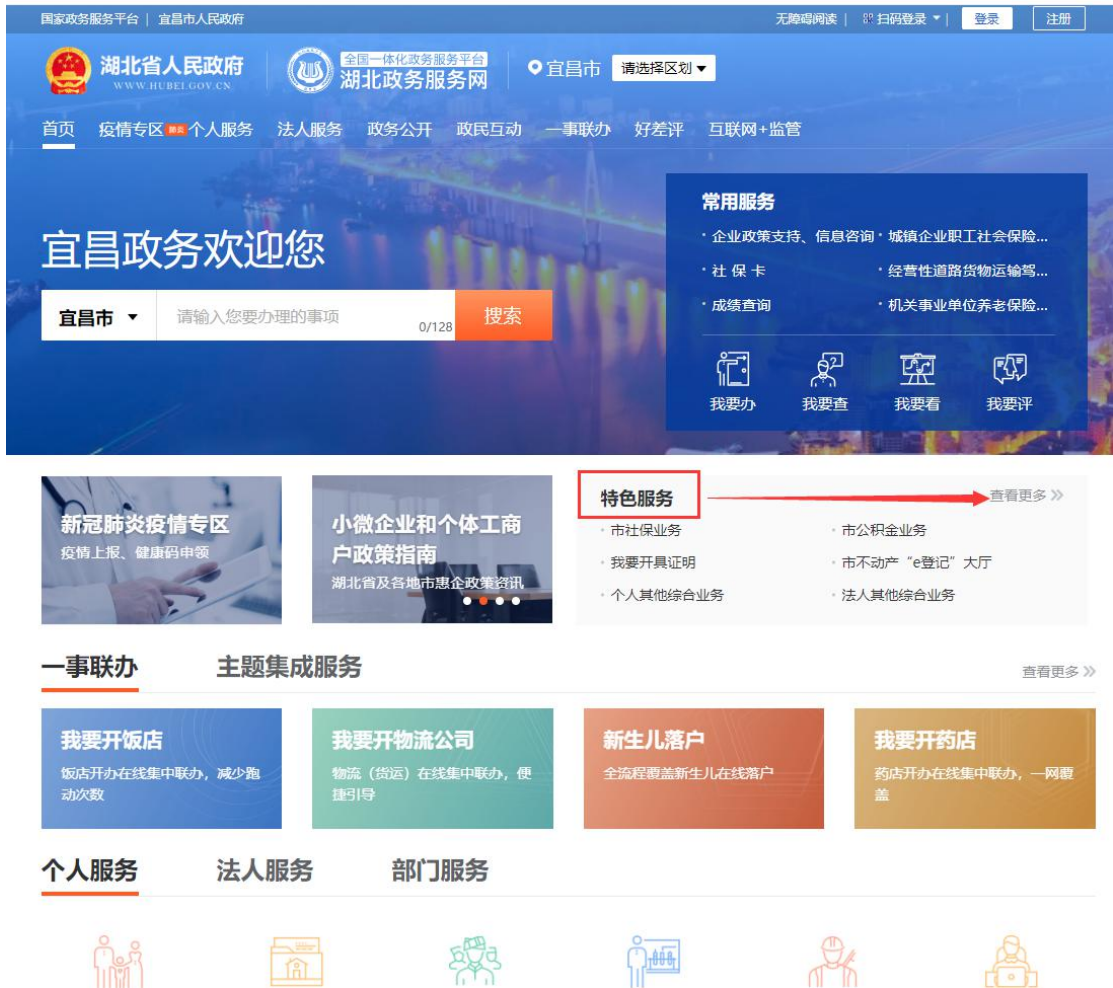 国家政务服务平台 | 宜昌市人民政府
无障碍阅读 | 扫码登录 ▼ | 登录 注册
湖北省人民政府
WWW.HUBEI.GOV.CN
全国一体化政务服务平台
湖北政务服务网
宜昌市 请选择区划▼
首页 疫情专区 个人服务 法人服务 政务公开 政民互动 一事联办 好差评 互联网+监管
宜昌政务欢迎您
宜昌市 ▼ 请输入您要办理的事项 0/128 搜索
常用服务
· 企业政策支持、信息咨询 · 城镇企业职工社会保险...
· 社 保 卡 · 经营性道路货物运输驾...
· 成绩查询 · 机关事业单位养老保险...
我要办 我要查 我要看 我要评
新冠肺炎疫情专区
疫情上报、健康码申领
小微企业和个体工商
户政策指南
湖北省及各地市惠企政策资讯
特色服务 查看更多
· 市社保业务 · 市公积金业务
· 我要开具证明 · 市不动产“e登记”大厅
· 个人其他综合业务 · 法人其他综合业务
一事联办 主题集成服务 查看更多
我要开饭店
饭店开办在线集中联办，减少跑
动次数
我要开物流公司
物流（货运）在线集中联办，便
捷引导
新生儿落户
全流程覆盖新生儿在线落户
我要开药店
药店开办在线集中联办，一网覆
盖
个人服务 法人服务 部门服务